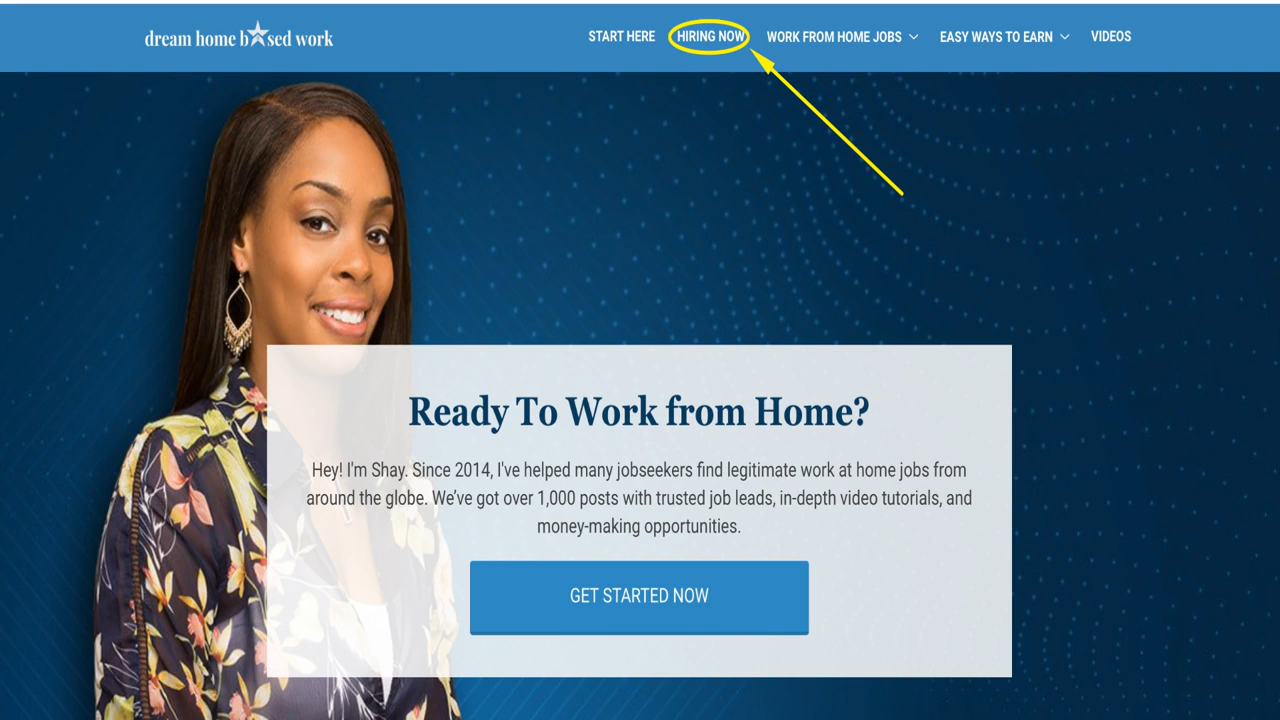 dream home b★sed work
START HERE
HIRING NOW
WORK FROM HOME JOBS
EASY WAYS TO EARN
VIDEOS
Ready To Work from Home?
Hey! I'm Shay. Since 2014, I've helped many jobseekers find legitimate work at home jobs from
around the globe. We've got over 1,000 posts with trusted job leads, in-depth video tutorials, and
money-making opportunities.
GET STARTED NOW